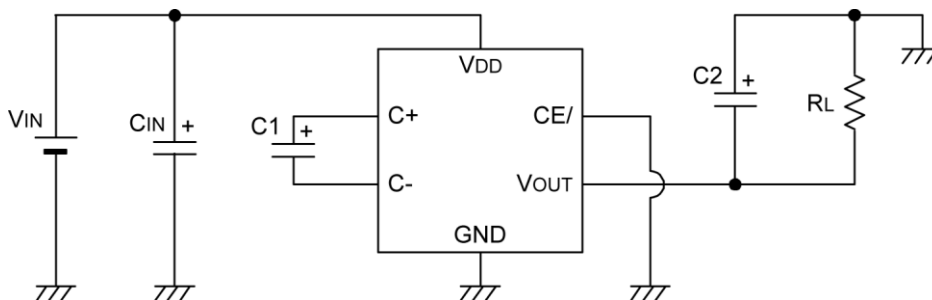 VDD
C2 +
VIN
CIN +
C1 +
C+
CE/
RL
C-
VOUT
GND